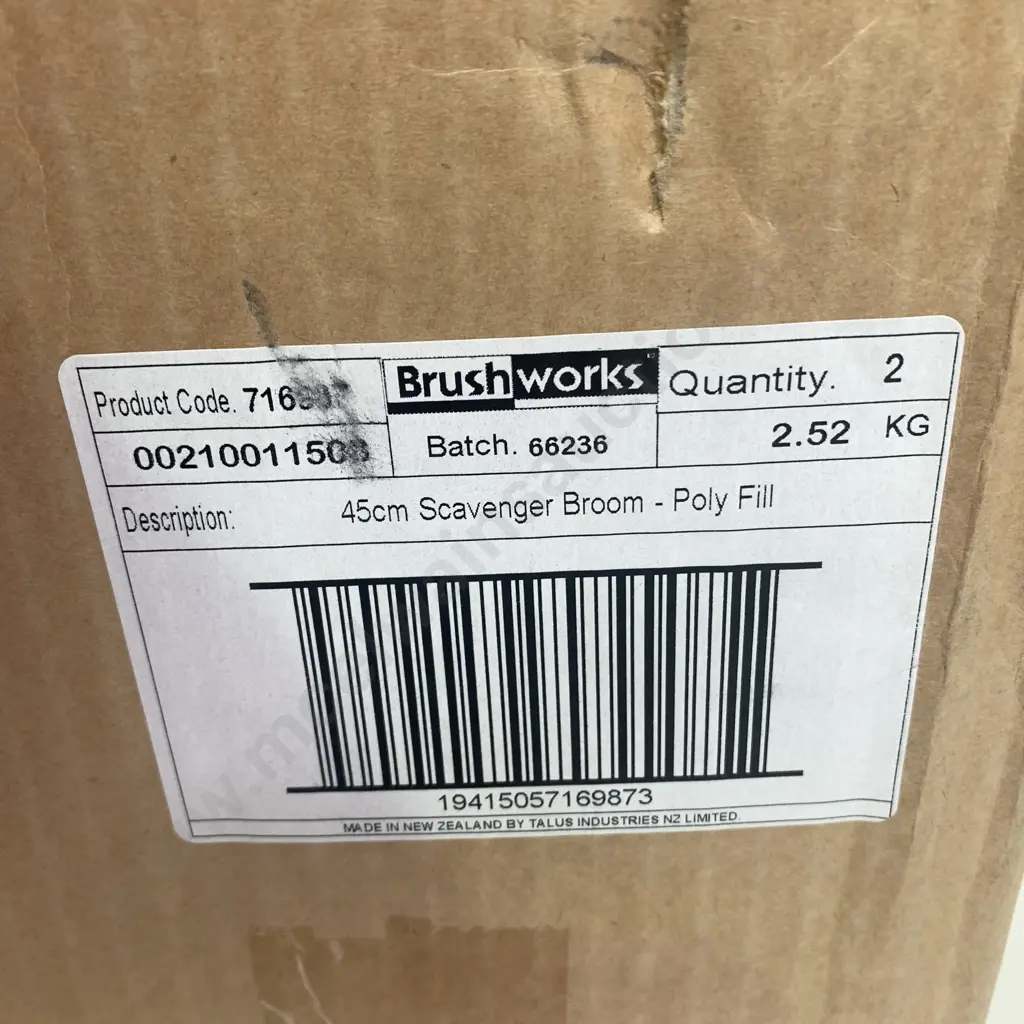 Product Code.
Brushworks
Quantity. 2
Batch. 66236
2.52 KG
Description: 45cm Scavenger Broom - Poly Fill
19415057169873
MADE IN NEW ZEALAND BY TALUS INDUSTRIES NZ LIMITED.